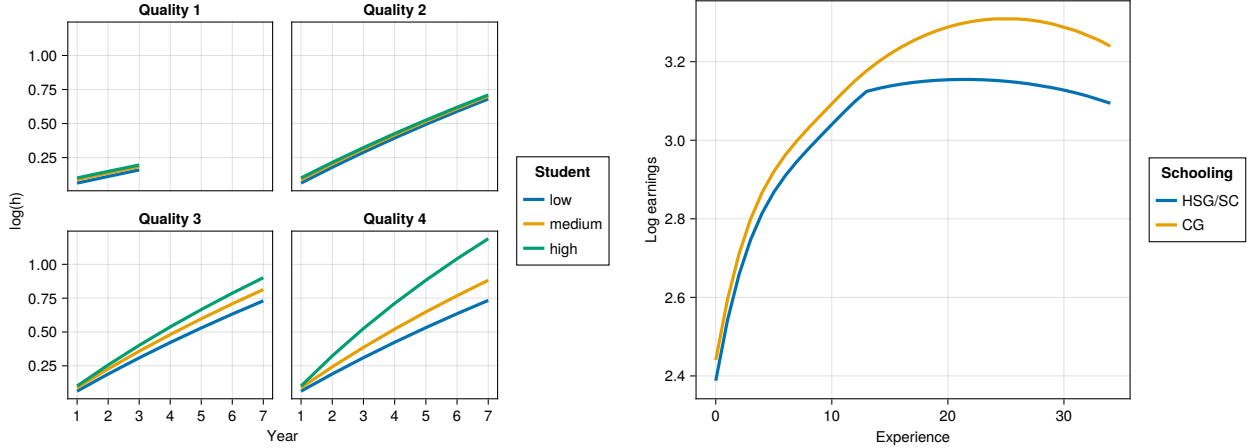 Quality 1
Quality 2
1.00
0.75
0.50
0.25
log(h)
Quality 3
Quality 4
1.00
0.75
0.50
0.25
1 2 3 4 5 6 7
1 2 3 4 5 6 7
Year
Student
low
medium
high
Log earnings
3.2
3.0
2.8
2.6
2.4
0 10 20 30
Experience
Schooling
HSG/SC
CG